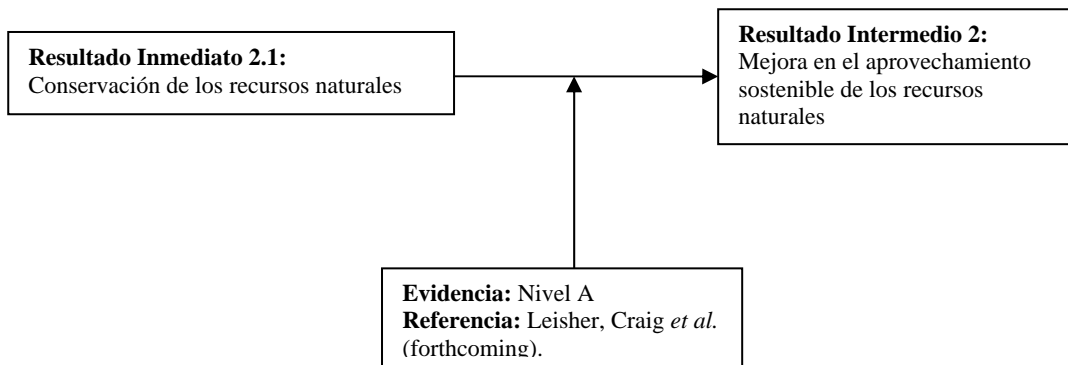 Resultado Inmediato 2.1:
Conservación de los recursos naturales
Resultado Intermedio 2:
Mejora en el aprovechamiento
sostenible de los recursos
naturales
Evidencia: Nivel A
Referencia: Leisher, Craig et al.
(forthcoming).